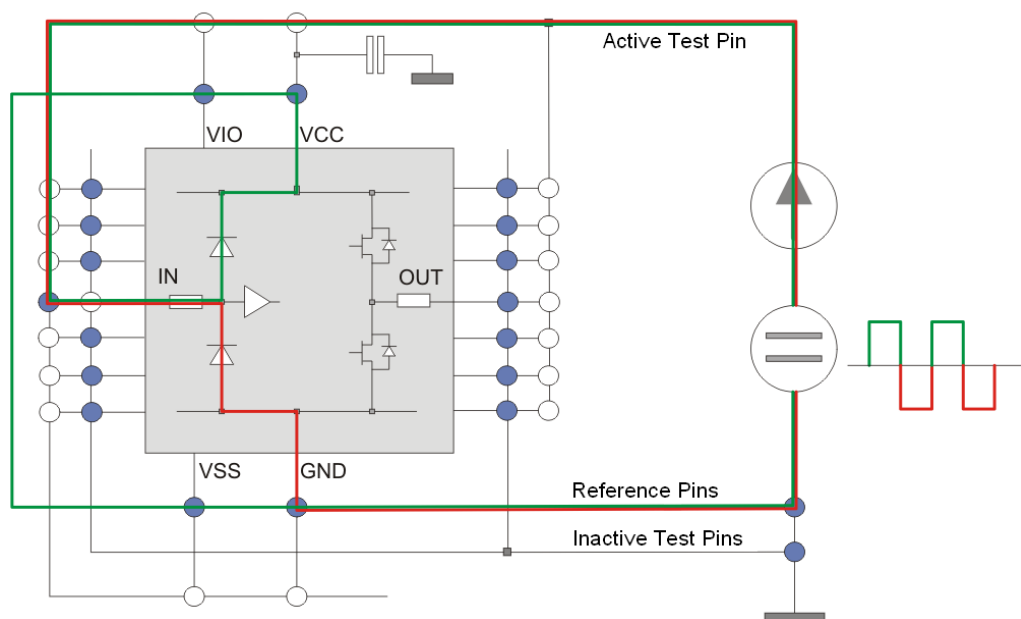 Active Test Pin
VIO
VCC
IN
OUT
VSS
GND
Reference Pins
Inactive Test Pins